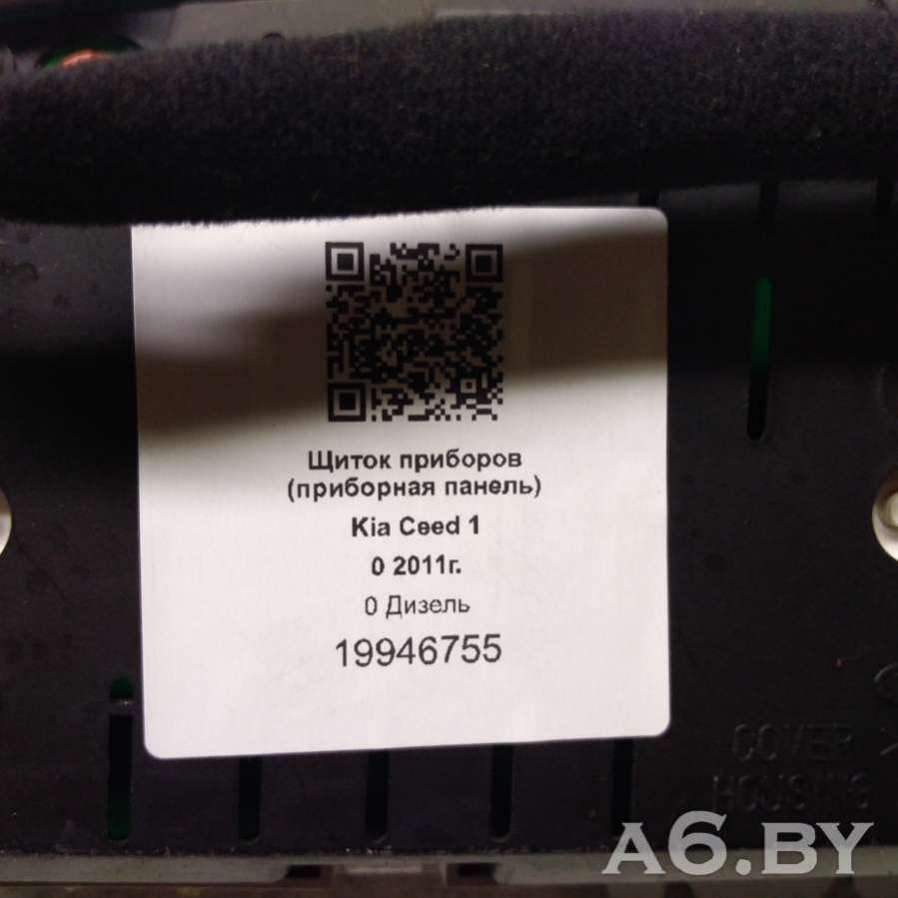 Щиток приборов
(приборная панель)
Kia Ceed 1
0 2011г.
0 Дизель
19946755
COVER
HOUSING
A6.BY